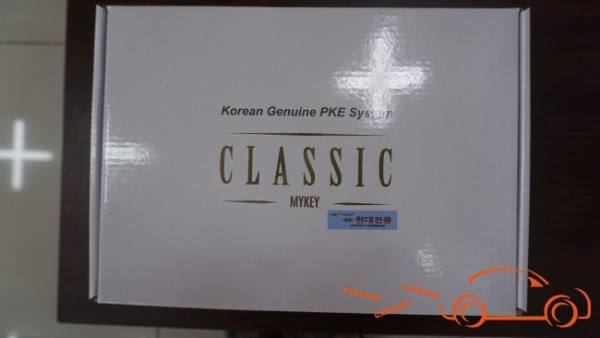 Korean Genuine PKE System
CLASSIC
MYKEY
현대전용